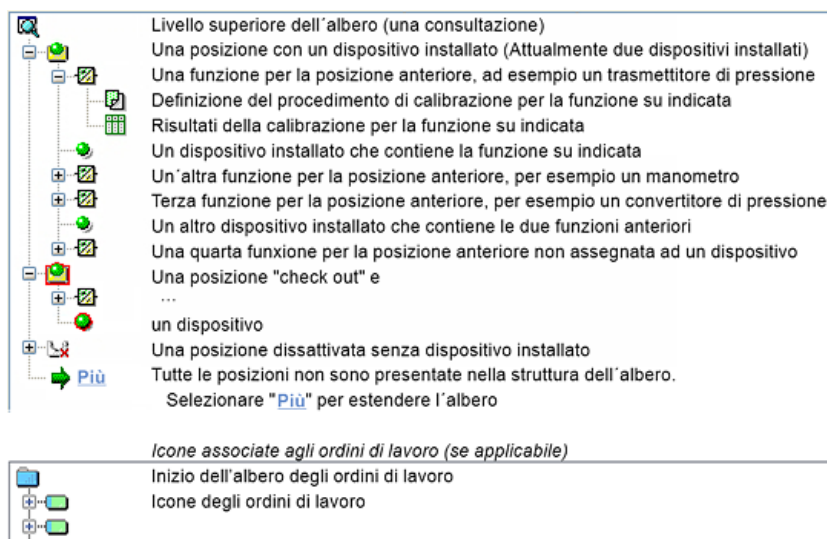 Livello superiore dell´albero (una consultazione)
Una posizione con un dispositivo installato (Attualmente due dispositivi installati)
Una funzione per la posizione anteriore, ad esempio un trasmettitore di pressione
Definizione del procedimento di calibrazione per la funzione su indicata
Risultati della calibrazione per la funzione su indicata
Un dispositivo installato che contiene la funzione su indicata
Un´altra funzione per la posizione anteriore, per esempio un manometro
Terza funzione per la posizione anteriore, per esempio un convertitore di pressione
Un altro dispositivo installato che contiene le due funzioni anteriori
Una quarta funxione per la posizione anteriore non assegnata ad un dispositivo
Una posizione "check out" e
...
un dispositivo
Una posizione dissattivata senza dispositivo installato
Più Tutte le posizioni non sono presentate nella struttura dell´albero.
Selezionare "Più" per estendere l´albero
Icone associate agli ordini di lavoro (se applicabile)
Inizio dell'albero degli ordini di lavoro
Icone degli ordini di lavoro